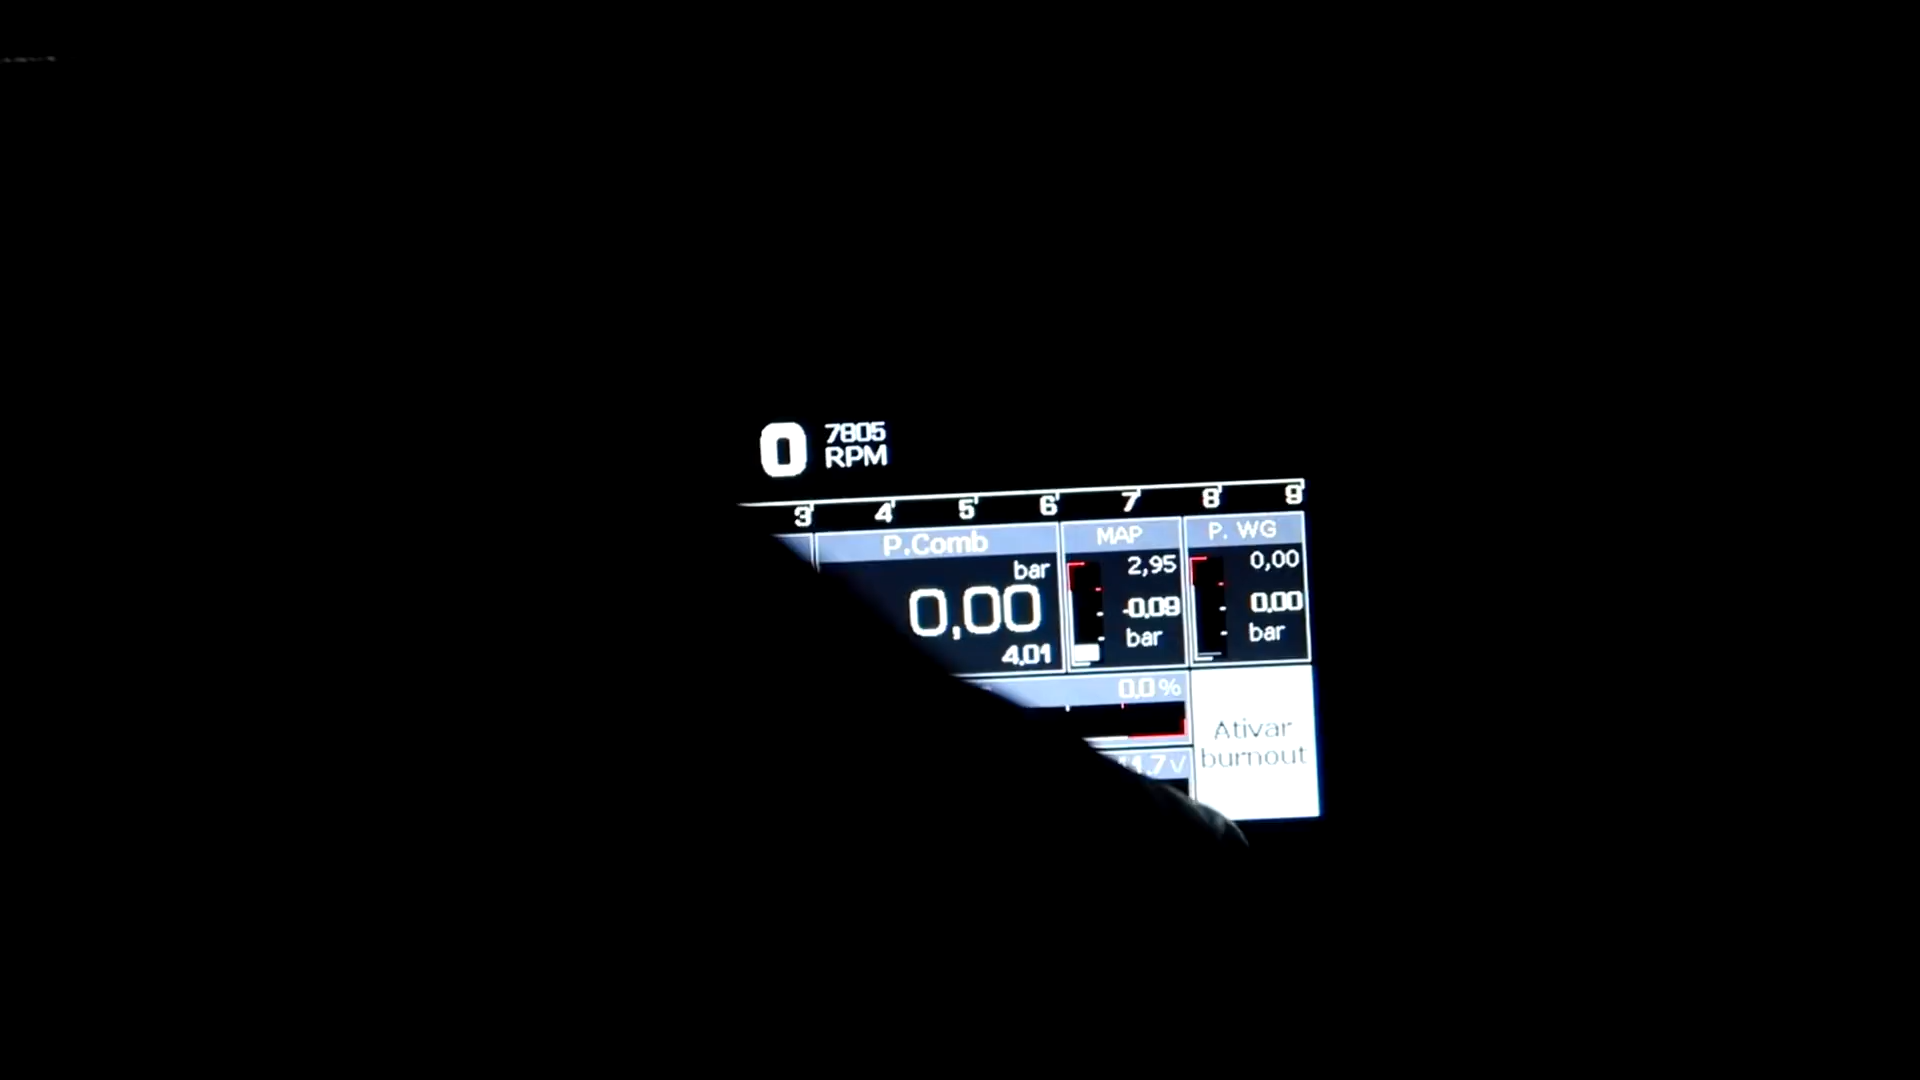 0 7805
RPM
3 4 5 6 7 8 9
P.Comb MAP P. WG
bar 2,95 0,00
0,00 -0,09 0,00
4,01 bar bar
0,0 %
Ativar
burnout